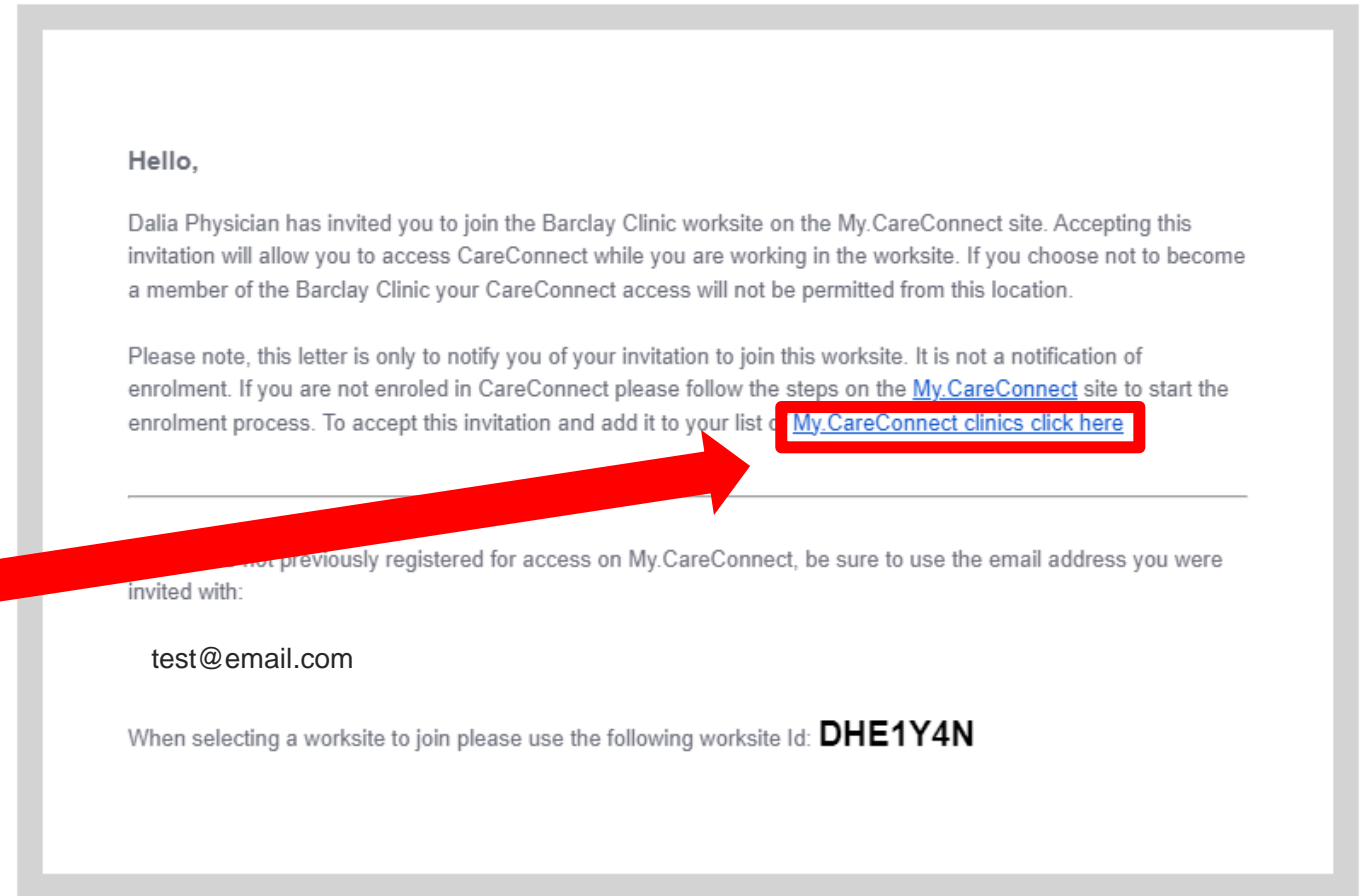 Hello,
Dalia Physician has invited you to join the Barclay Clinic worksite on the My.CareConnect site. Accepting this
invitation will allow you to access CareConnect while you are working in the worksite. If you choose not to become
a member of the Barclay Clinic your CareConnect access will not be permitted from this location.
Please note, this letter is only to notify you of your invitation to join this worksite. It is not a notification of
enrolment. If you are not enroled in CareConnect please follow the steps on the My.CareConnect site to start the
enrolment process. To accept this invitation and add it to your list My.CareConnect clinics click here
not previously registered for access on My.CareConnect, be sure to use the email address you were
invited with:
test@email.com
When selecting a worksite to join please use the following worksite Id: DHE1Y4N